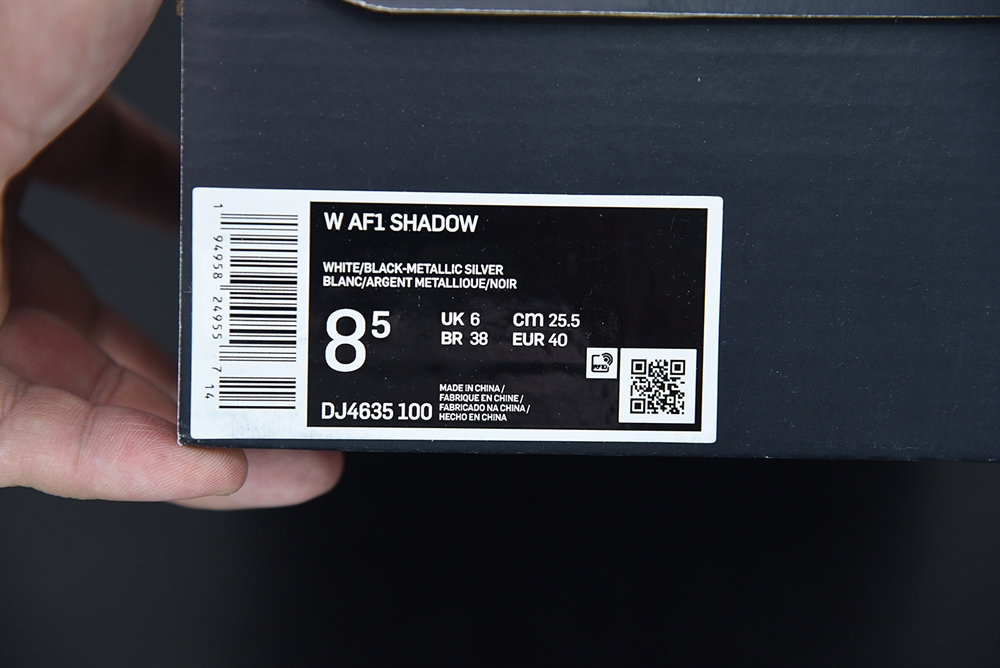 W AF1 SHADOW
WHITE/BLACK-METALLIC SILVER
BLANC/ARGENT METALLIQUE/NOIR
8⁵
UK 6 cm 25.5
BR 38 EUR 40
RFID
DJ4635 100
MADE IN CHINA/
FABRIQUE EN CHINE/
FABRICADO NA CHINA/
HECHO EN CHINA
1 94958 24955 7 14